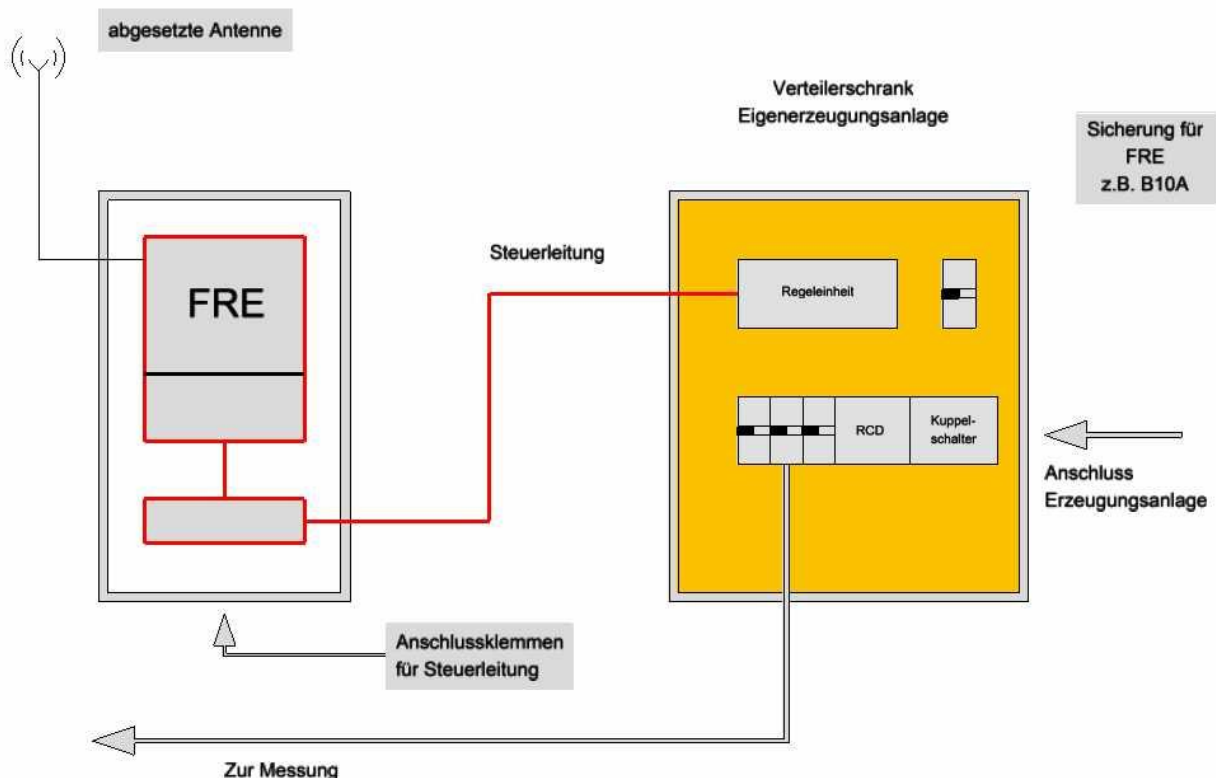 abgesetzte Antenne
Verteilerschrank
Eigenerzeugungsanlage
Sicherung für
FRE
z.B. B10A
Steuerleitung
FRE
Regeleinheit
RCD
Kuppel-
schalter
Anschluss
Erzeugungsanlage
Anschlussklemmen
für Steuerleitung
Zur Messung